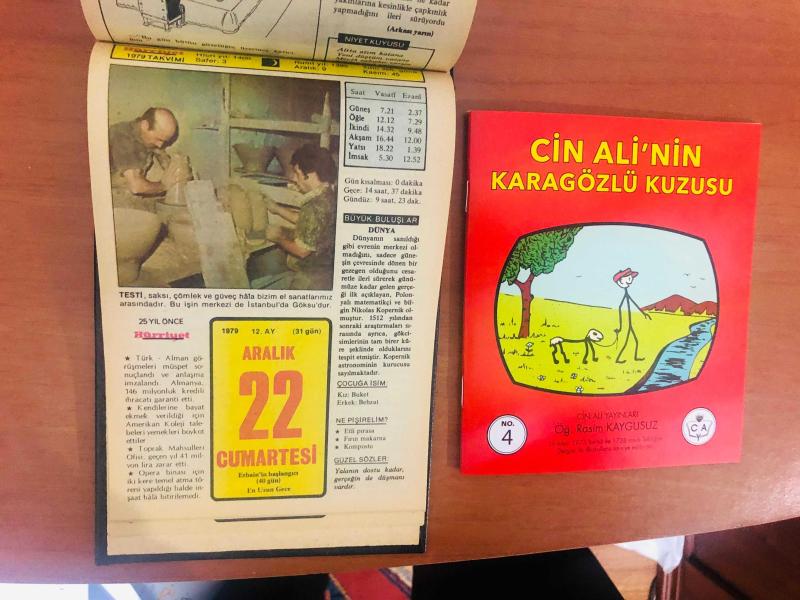 yakınlarına kesinlikle çapkınlık
yapmadığını ileri sürüyordu
(Arkası yarın)
NİYET KUYUSU
Hürriyet
1979 TAKVİMİ
Safer: 3
Aralık: 9
Kasım: 45
Saat Vasatî Ezanî
Güneş 7.21 2.37
Öğle 12.12 7.29
İkindi 14.32 9.48
Akşam 16.44 12.00
Yatsı 18.22 1.39
İmsak 5.30 12.52
Gün kısalması: 0 dakika
Gece: 14 saat, 37 dakika
Gündüz: 9 saat, 23 dak.
TESTİ, saksı, çömlek ve güveç hâla bizim el sanatlarımız
arasındadır. Bu işin merkezi de İstanbul'da Göksu'dur.
BÜYÜK BULUŞLAR
DÜNYA
Dünyanın sanıldığı
gibi evrenin merkezi ol-
madığını, sadece güne-
şin çevresinde dönen bir
gezegen olduğunu cesa-
retle ileri sürerek günü-
müze kadar gelen gerçe-
ği ilk açıklayan, Polon-
yalı matematikçi ve bil-
gin Nikolas Kopernik ol-
muştur. 1512 yılından
sonraki araştırmaları sı-
rasında ayrıca, gökci-
simlerinin tam birer kü-
re şeklinde olduklarını
tespit etmiştir. Kopernik
astronominin kurucusu
sayılmaktadır.
ÇOCUĞA İSİM:
Kız: Buket
Erkek: Behzat
NE PİŞİRELİM?
★ Etli pırasa
★ Fırın makarna
★ Komposto
GÜZEL SÖZLER:
Yalanın dostu kadar,
gerçeğin de düşmanı
vardır.
25 YIL ÖNCE
Hürriyet
★ Türk - Alman gö-
rüşmeleri müspet so-
nuçlandı ve anlaşma
imzalandı. Almanya,
146 milyonluk kredili
ihracatı garanti etti.
★ Kendilerine bayat
ekmek verildiği için
Amerikan Koleji tale-
beleri yemekleri boykot
ettiler
★ Toprak Mahsulleri
Ofisi, geçen yıl 41 mil-
yon lira zarar etti.
★ Opera binası için
iki kere temel atma tö-
reni yapıldığı halde in-
şaat hâlâ bitirilemedi.
1979 12. AY (31 gün)
ARALIK
22
CUMARTESİ
Erbain'in başlangıcı
(40 gün)
En Uzun Gece
CİN ALİ'NİN
KARAGÖZLÜ KUZUSU
CİN ALİ YAYINLARI
Öğ. Rasim KAYGUSUZ
NO.
4
C A